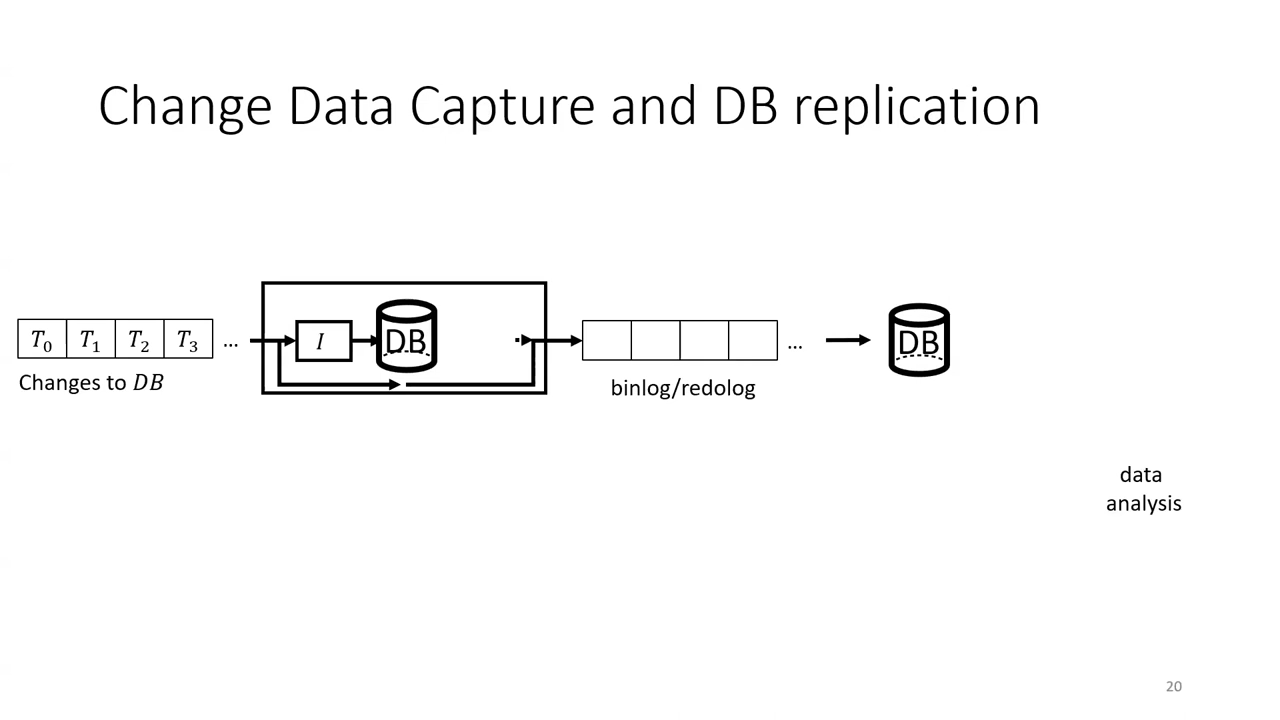 Change Data Capture and DB replication
T₀ T₁ T₂ T₃ ...
Changes to DB
I
DB
...
binlog/redolog
DB
data
analysis
20